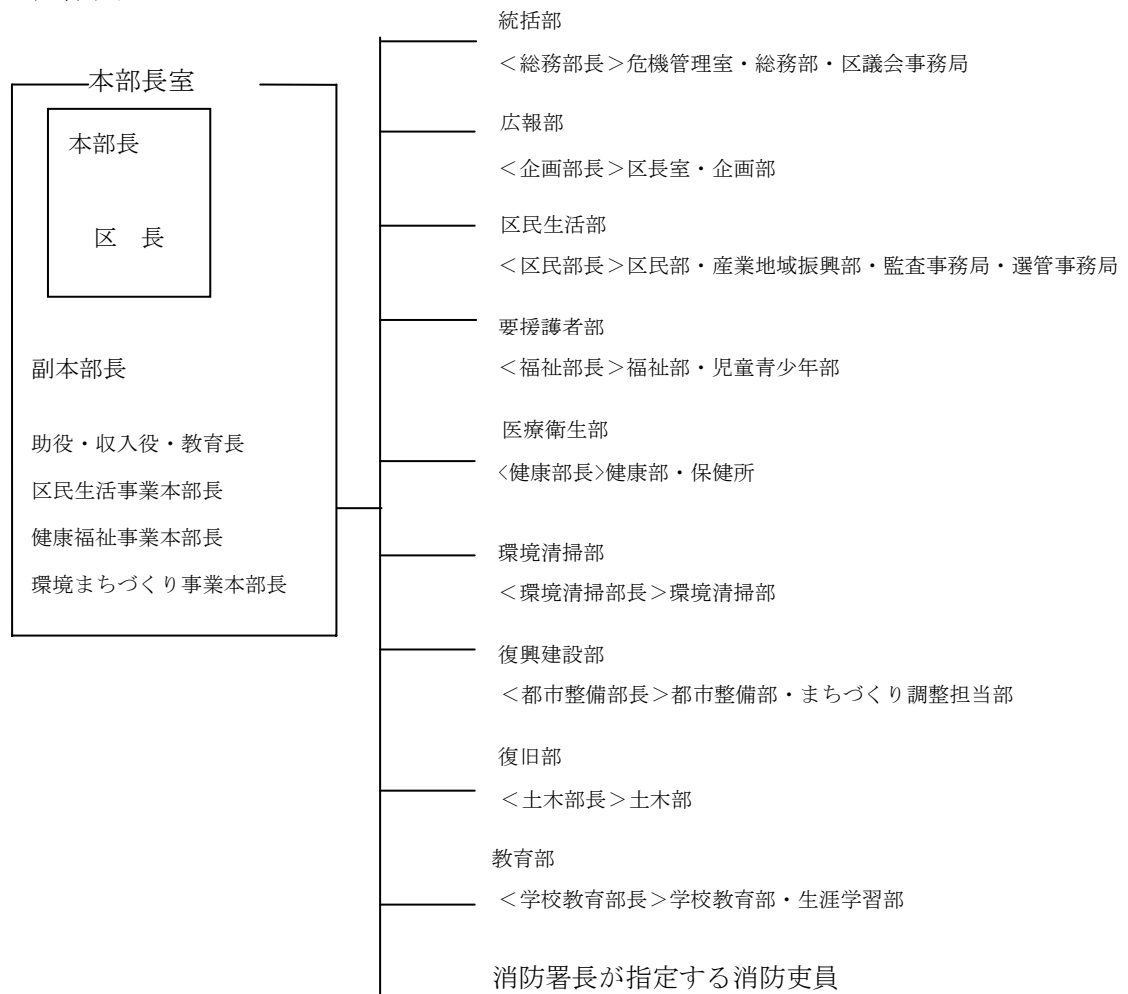 本部長室
本部長
区 長
副本部長
助役・収入役・教育長
区民生活事業本部長
健康福祉事業本部長
環境まちづくり事業本部長
統括部
＜総務部長＞危機管理室・総務部・区議会事務局
広報部
＜企画部長＞区長室・企画部
区民生活部
＜区民部長＞区民部・産業地域振興部・監査事務局・選管事務局
要援護者部
＜福祉部長＞福祉部・児童青少年部
医療衛生部
<健康部長>健康部・保健所
環境清掃部
＜環境清掃部長＞環境清掃部
復興建設部
＜都市整備部長＞都市整備部・まちづくり調整担当部
復旧部
＜土木部長＞土木部
教育部
＜学校教育部長＞学校教育部・生涯学習部
消防署長が指定する消防吏員